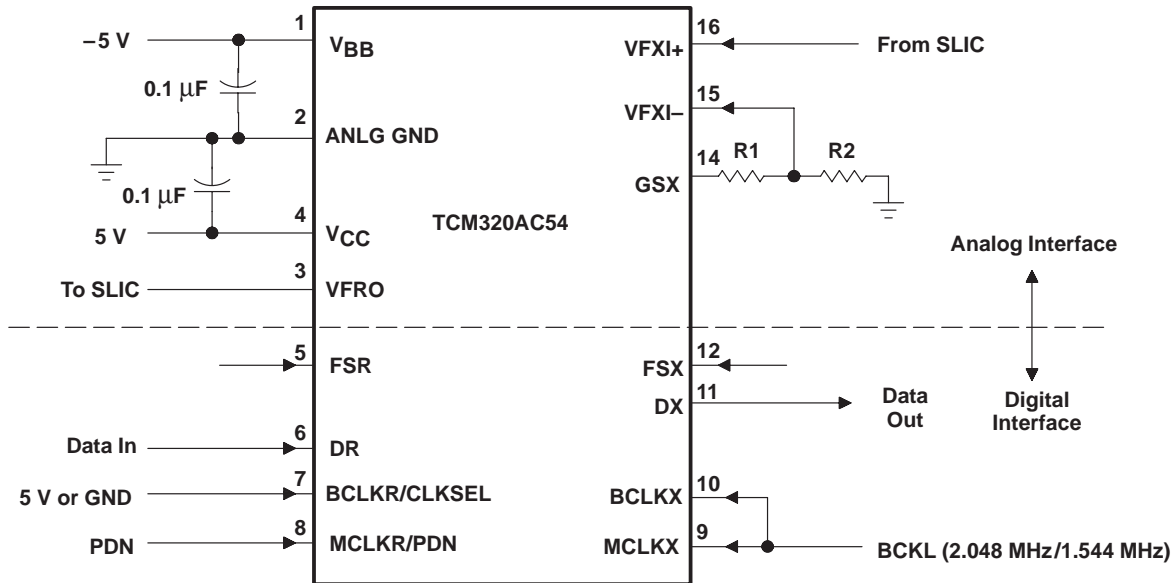 –5 V
1
VBB
0.1 μF
2
ANLG GND
0.1 μF
4
5 V
VCC
3
To SLIC
VFRO
TCM320AC54
16
VFXI+
From SLIC
15
VFXI–
R1
R2
14
GSX
Analog Interface
5
FSR
12
FSX
11
DX
Data
Out
Digital
Interface
Data In
6
DR
7
5 V or GND
BCLKR/CLKSEL
10
BCLKX
8
PDN
MCLKR/PDN
9
MCLKX
BCKL (2.048 MHz/1.544 MHz)